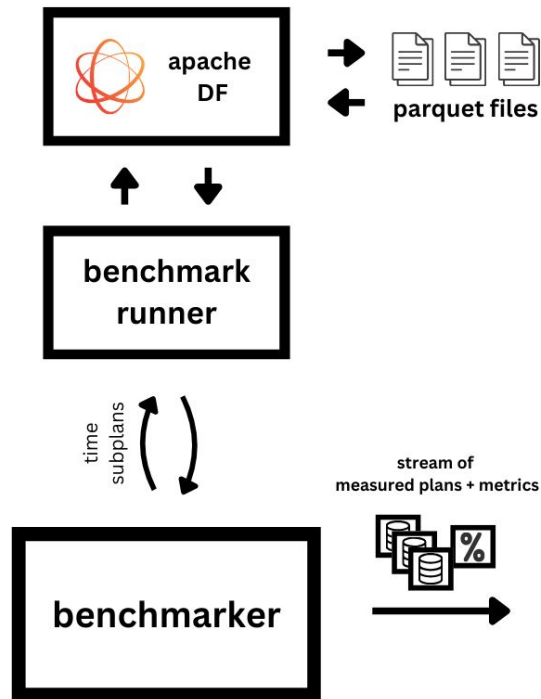 apache
DF
parquet files
benchmark
runner
time
subplans
stream of
measured plans + metrics
%
benchmarker